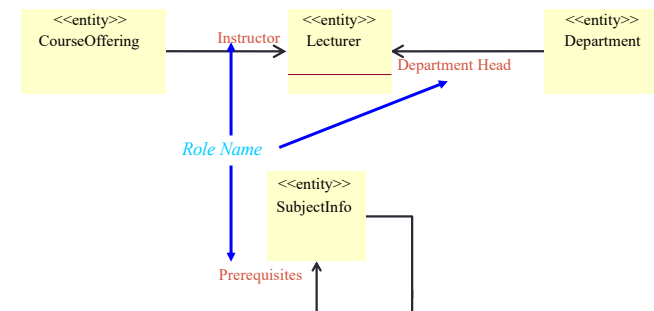 <<entity>>
CourseOffering
Instructor
<<entity>>
Lecturer
<<entity>>
Department
Department Head
Role Name
<<entity>>
SubjectInfo
Prerequisites